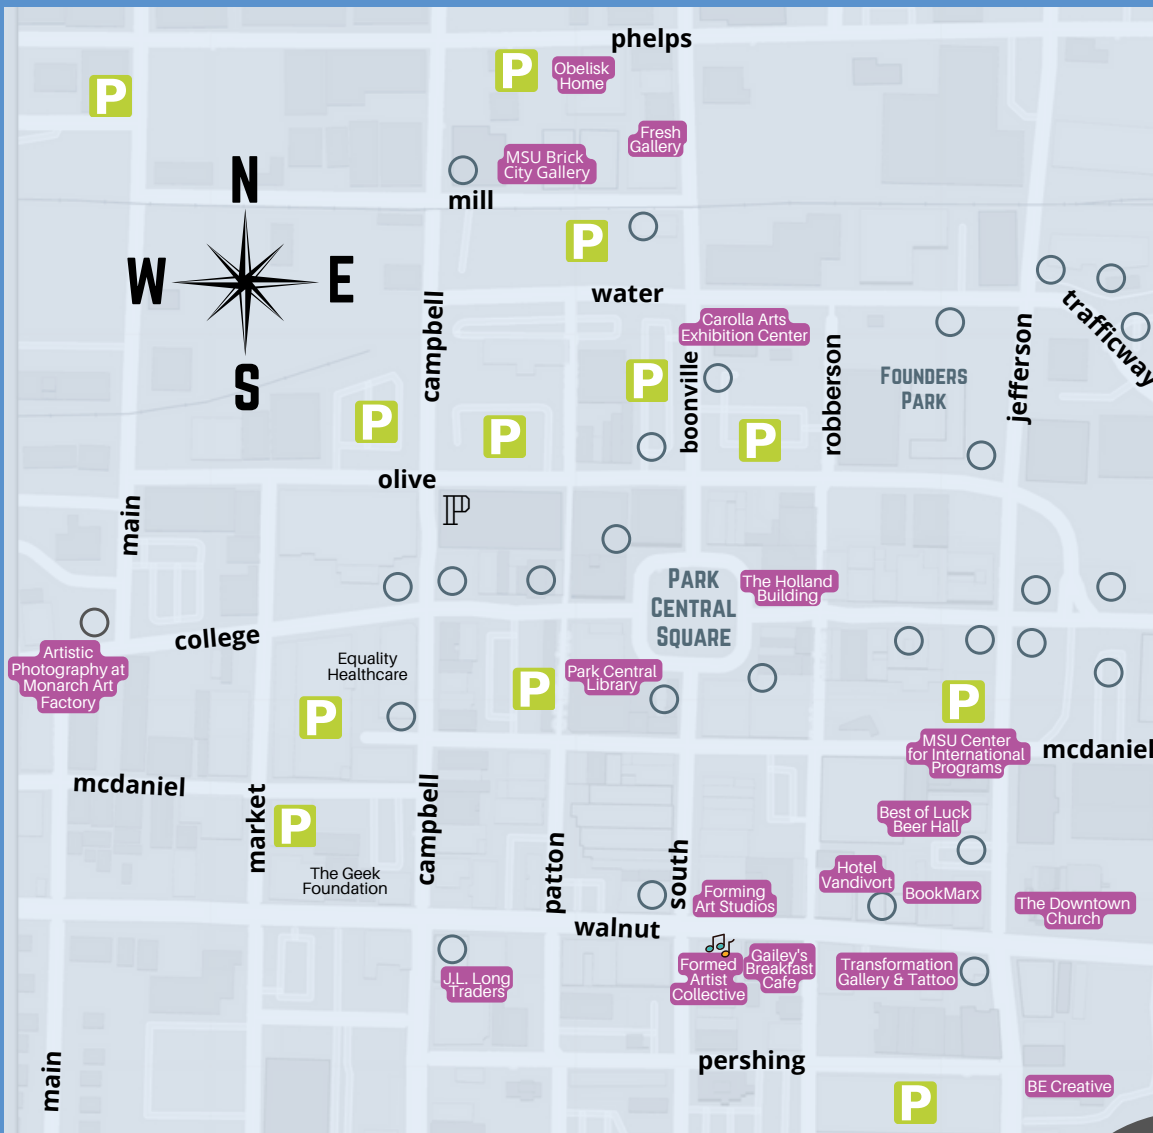 phelps
P
P
Obelisk
Home
Fresh
Gallery
MSU Brick
City Gallery
mill
N
W
E
S
P
water
campbell
Carolla Arts
Exhibition Center
boonville
robberson
jefferson
trafficway
Founders
Park
P
P
P
P
olive
P
main
Park
Central
Square
The Holland
Building
college
Artistic
Photography at
Monarch Art
Factory
Equality
Healthcare
P
P
Park Central
Library
P
MSU Center
for International
Programs
mcdaniel
mcdaniel
market
P
campbell
The Geek
Foundation
patton
south
Best of Luck
Beer Hall
Hotel
Vandivort
BookMarx
Forming
Art Studios
The Downtown
Church
walnut
J.L. Long
Traders
Formed
Artist
Collective
Gailey's
Breakfast
Cafe
Transformation
Gallery & Tattoo
main
pershing
P
BE Creative